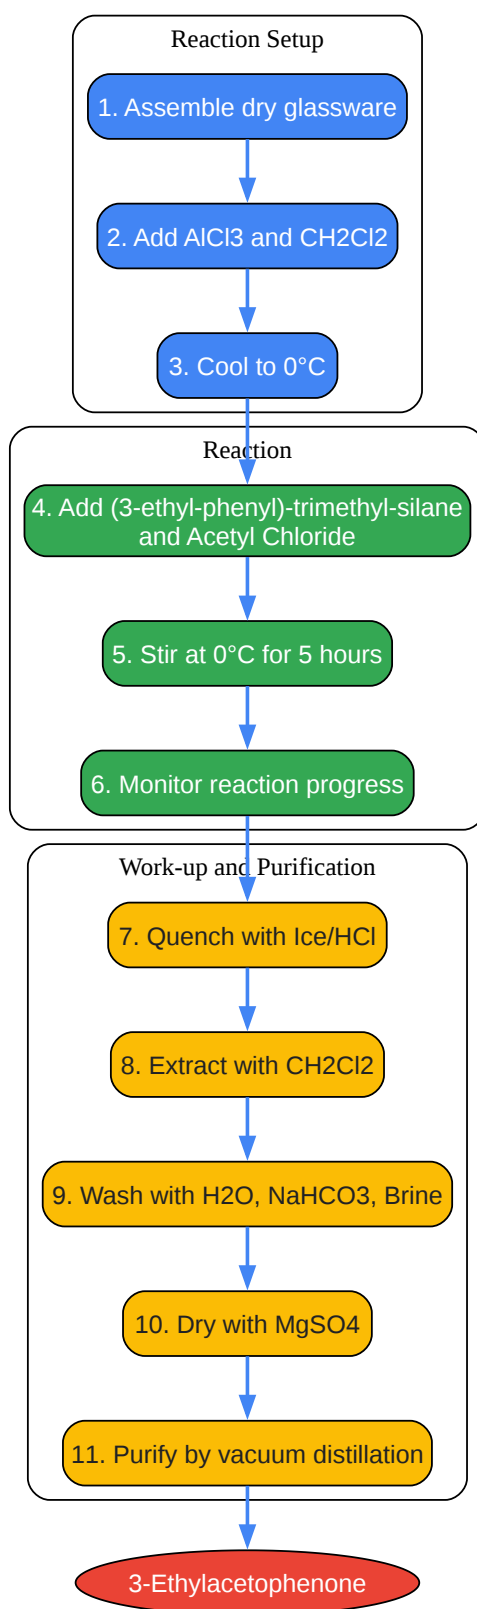 Reaction Setup
1. Assemble dry glassware
2. Add AlCl3 and CH2Cl2
3. Cool to 0°C
Reaction
4. Add (3-ethyl-phenyl)-trimethyl-silane
and Acetyl Chloride
5. Stir at 0°C for 5 hours
6. Monitor reaction progress
Work-up and Purification
7. Quench with Ice/HCl
8. Extract with CH2Cl2
9. Wash with H2O, NaHCO3, Brine
10. Dry with MgSO4
11. Purify by vacuum distillation
3-Ethylacetophenone